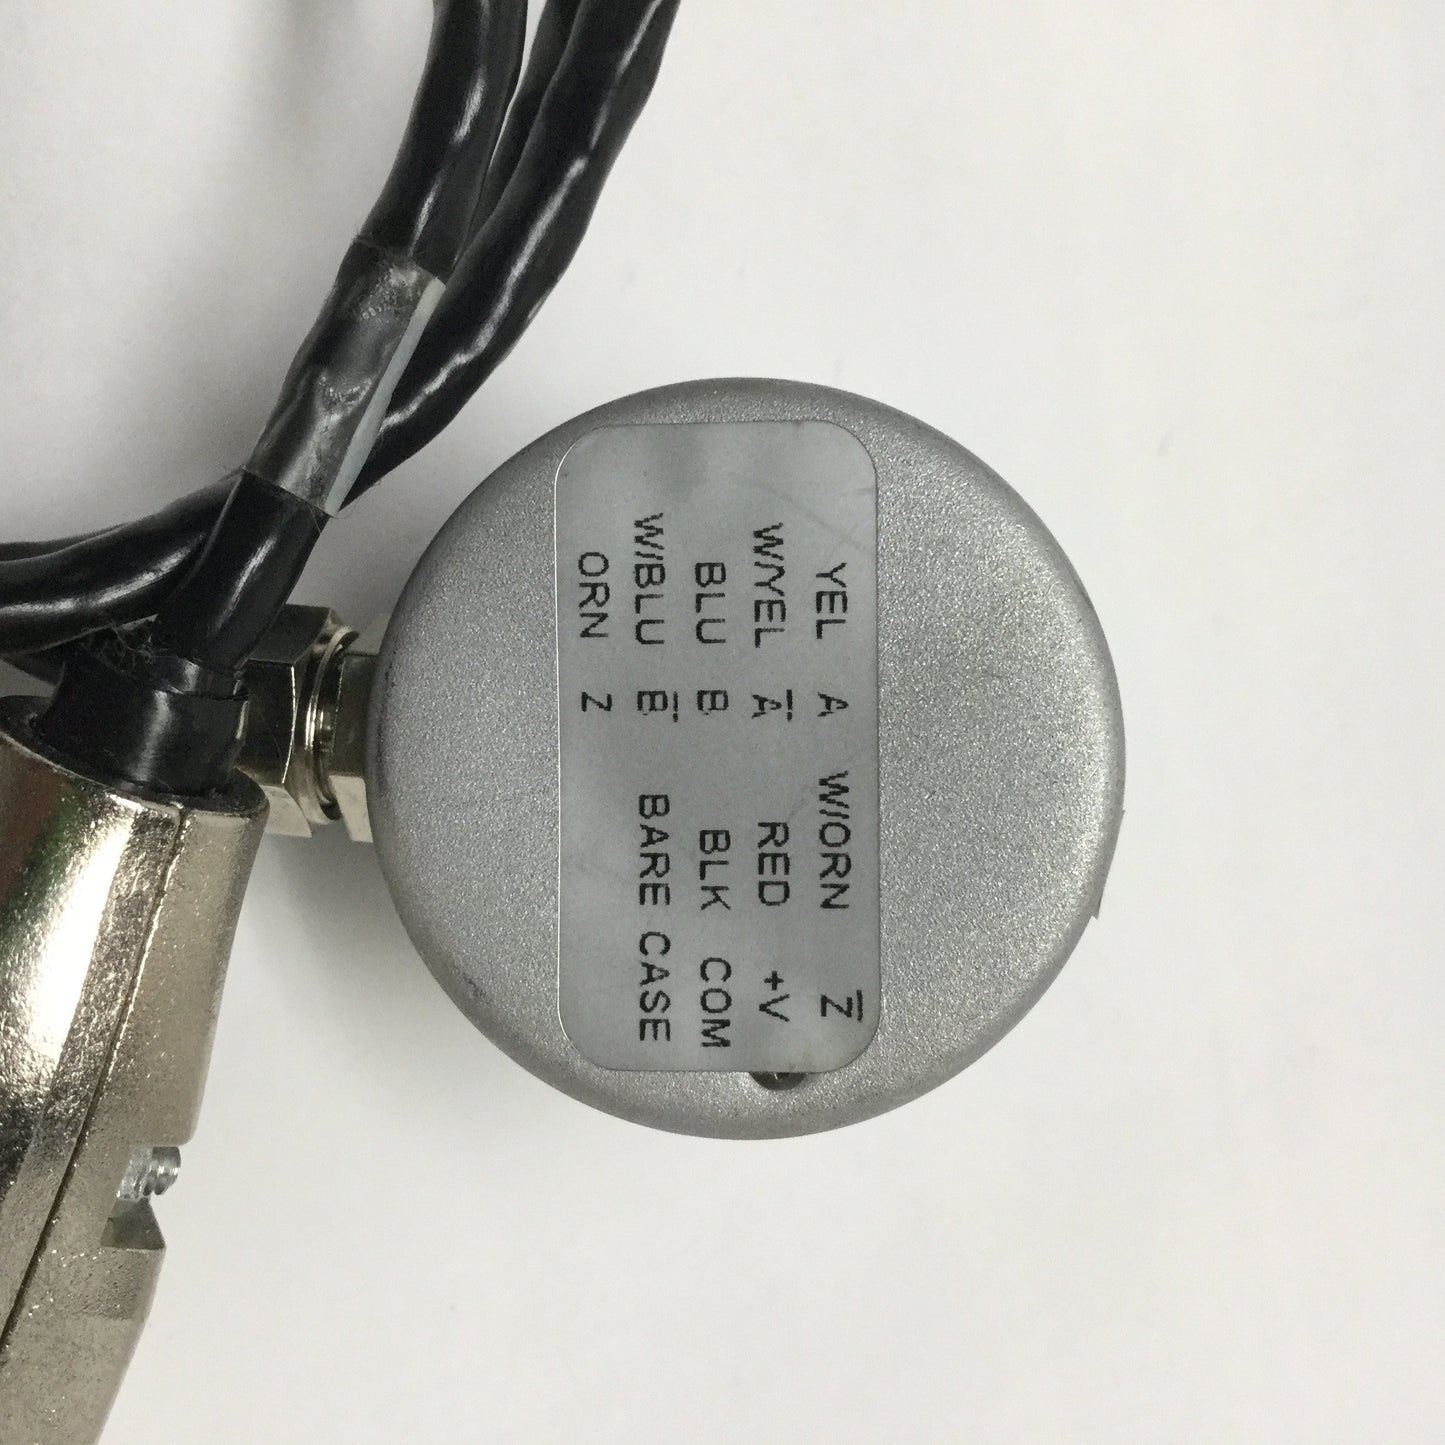 YEL A W/ORN Z̅
W/YEL A̅ RED +V
BLU B BLK COM
W/BLU B̅ BARE CASE
ORN Z